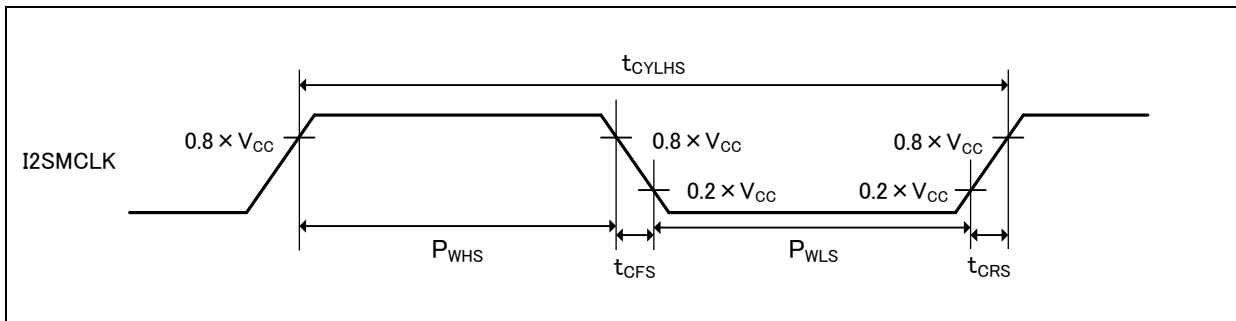 tCYLHS
0.8 × VCC
0.8 × VCC
0.8 × VCC
I2SMCLK
0.2 × VCC
0.2 × VCC
PWHS
tCFS
PWLS
tCRS